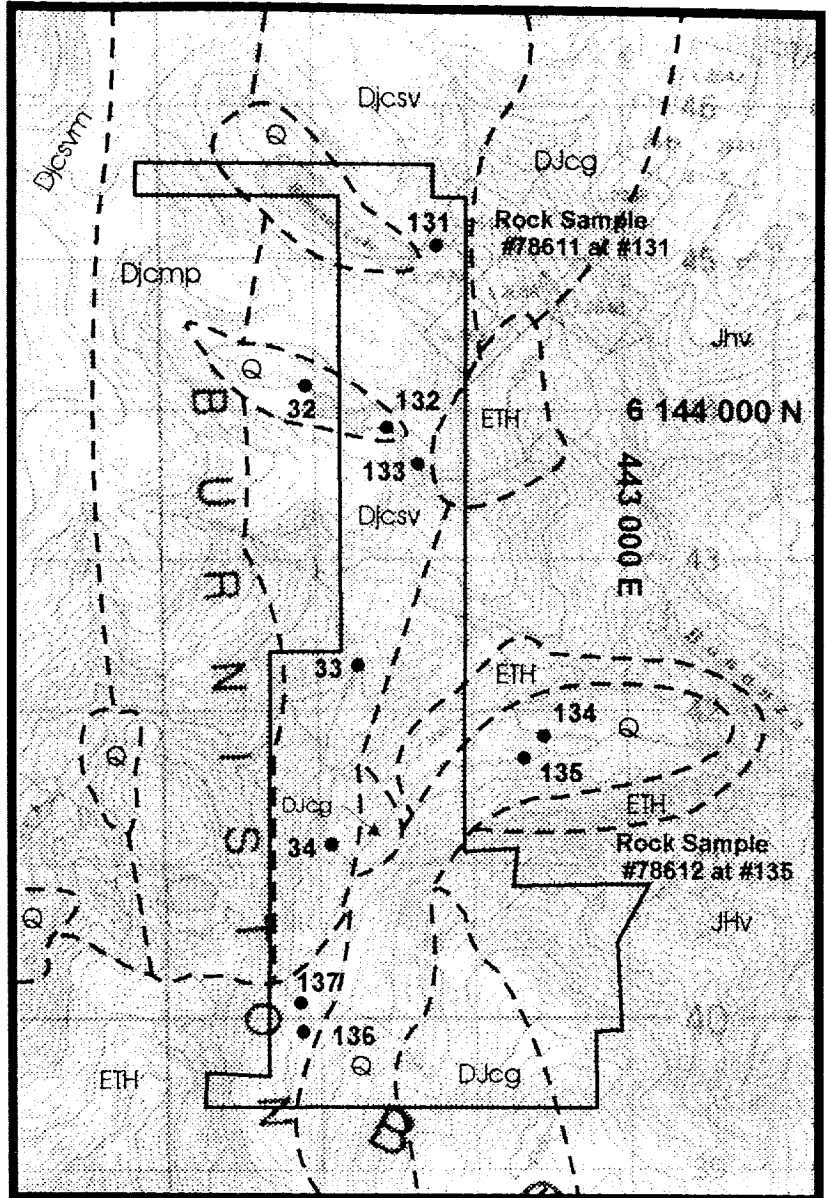 Djcsv
46
Djcsvm
Q
DJcg
131
Rock Sample
#78611 at #131
45
Djcmp
Jhv
Q
32
132
ETH
6 144 000 N
133
443 000 E
Djcsv
43
33
ETH
134
Q
135
Q
DJcg
ETH
34
Rock Sample
#78612 at #135
Q
JHv
137
136
40
Q
ETH
DJcg
B
BURNISTON